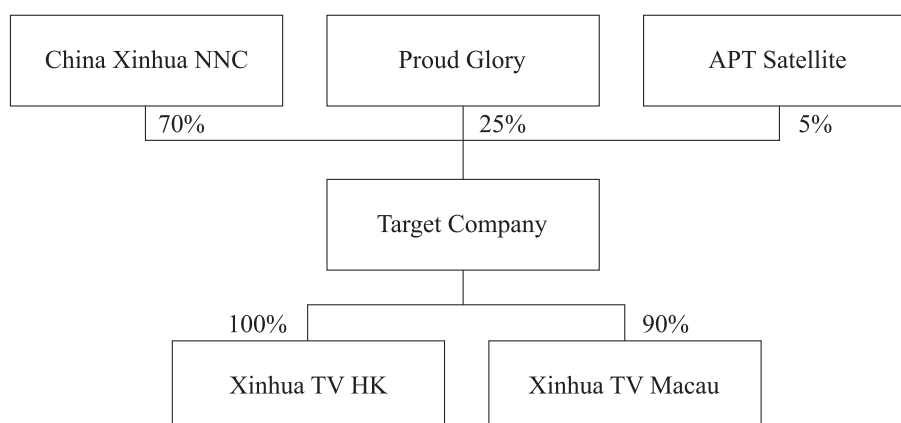 China Xinhua NNC
Proud Glory
APT Satellite
70%
25%
5%
Target Company
100%
90%
Xinhua TV HK
Xinhua TV Macau